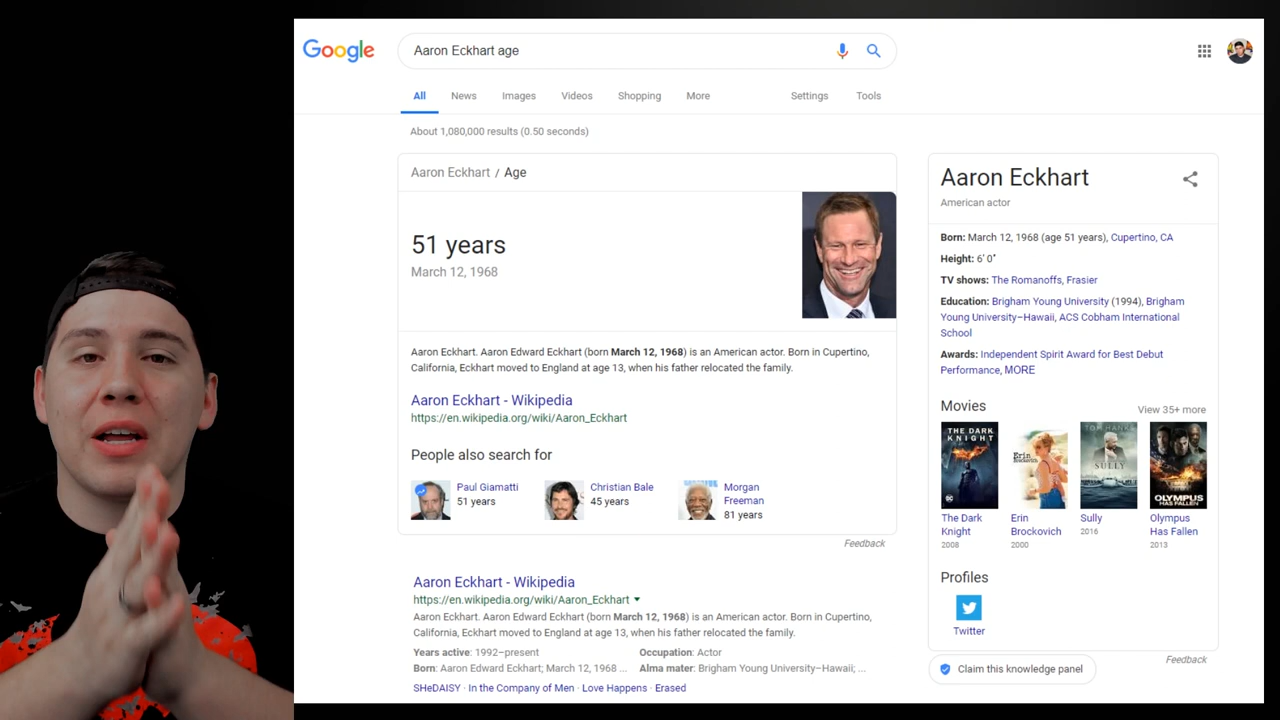 Google
Aaron Eckhart age
All News Images Videos Shopping More Settings Tools
About 1,080,000 results (0.50 seconds)
Aaron Eckhart / Age
51 years
March 12, 1968
Aaron Eckhart. Aaron Edward Eckhart (born March 12, 1968) is an American actor. Born in Cupertino,
California, Eckhart moved to England at age 13, when his father relocated the family.
Aaron Eckhart - Wikipedia
https://en.wikipedia.org/wiki/Aaron_Eckhart
People also search for
Paul Giamatti
51 years
Christian Bale
45 years
Morgan
Freeman
81 years
Feedback
Aaron Eckhart - Wikipedia
https://en.wikipedia.org/wiki/Aaron_Eckhart
Aaron Eckhart. Aaron Edward Eckhart (born March 12, 1968) is an American actor. Born in Cupertino,
California, Eckhart moved to England at age 13, when his father relocated the family.
Years active: 1992–present Occupation: Actor
Born: Aaron Edward Eckhart; March 12, 1968 ... Alma mater: Brigham Young University–Hawaii; ...
SHeDAISY · In the Company of Men · Love Happens · Erased
Aaron Eckhart
American actor
Born: March 12, 1968 (age 51 years), Cupertino, CA
Height: 6′ 0″
TV shows: The Romanoffs, Frasier
Education: Brigham Young University (1994), Brigham
Young University–Hawaii, ACS Cobham International
School
Awards: Independent Spirit Award for Best Debut
Performance, MORE
Movies
View 35+ more
THE DARK
KNIGHT
Erin
Brockovich
TOM HANKS
SULLY
OLYMPUS
HAS FALLEN
The Dark
Knight
2008
Erin
Brockovich
2000
Sully
2016
Olympus
Has Fallen
2013
Profiles
Twitter
Feedback
Claim this knowledge panel